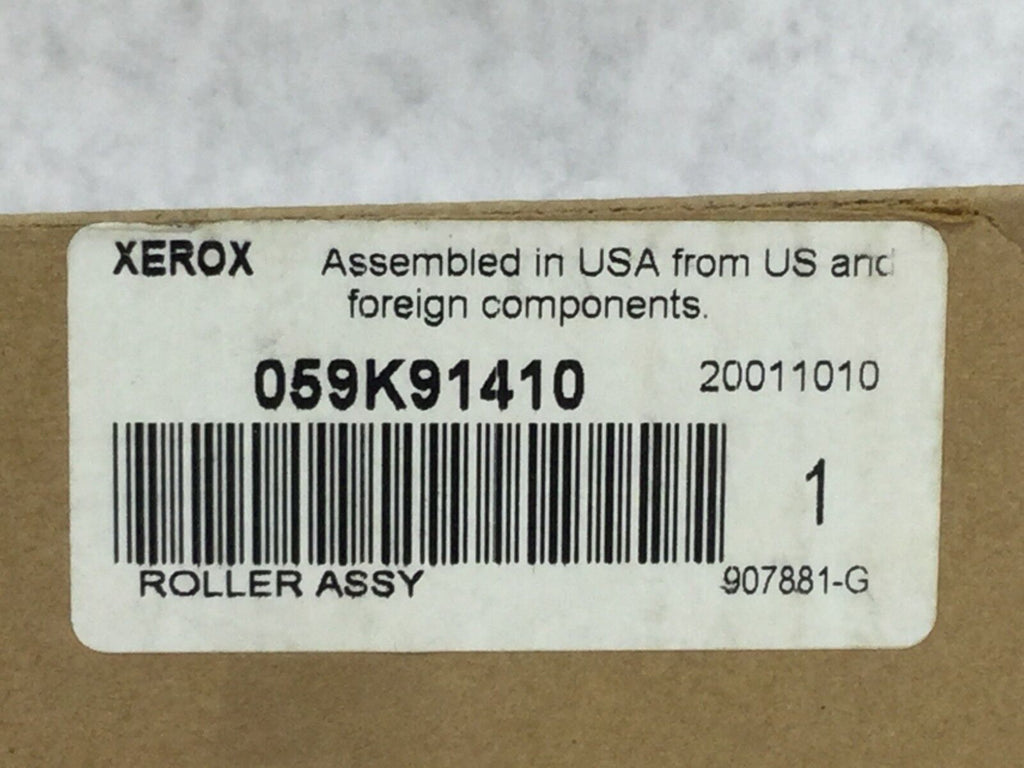 XEROX Assembled in USA from US and
foreign components.
059K91410 20011010
1
ROLLER ASSY 907881-G